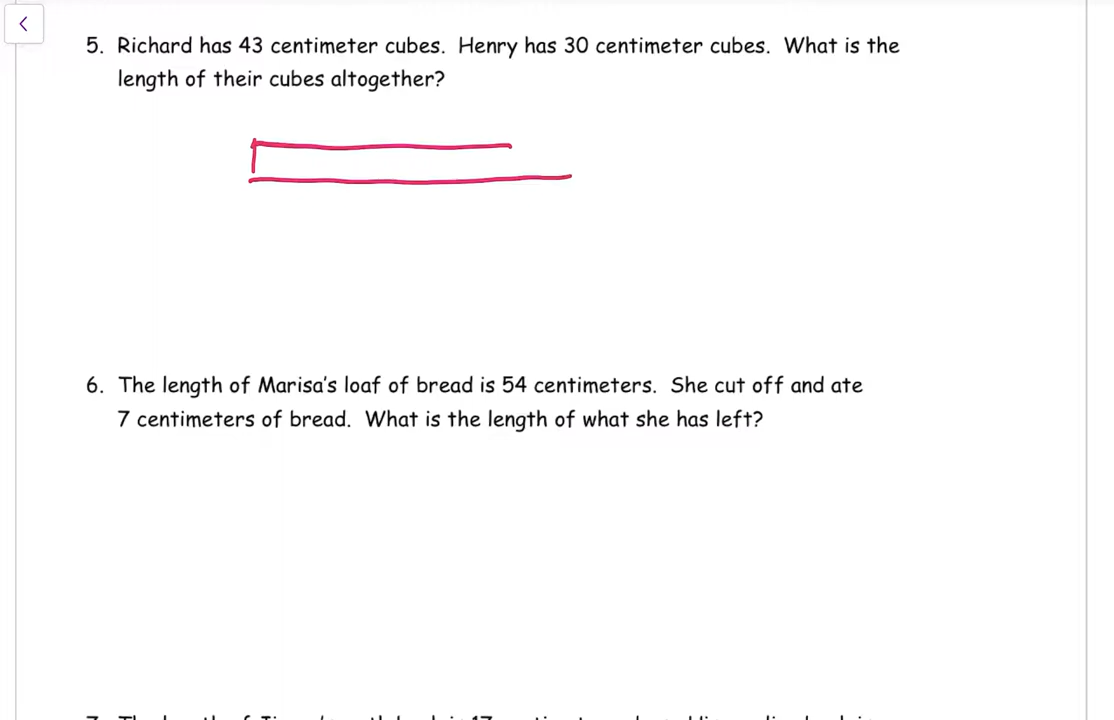 5. Richard has 43 centimeter cubes. Henry has 30 centimeter cubes. What is the
length of their cubes altogether?
6. The length of Marisa's loaf of bread is 54 centimeters. She cut off and ate
7 centimeters of bread. What is the length of what she has left?